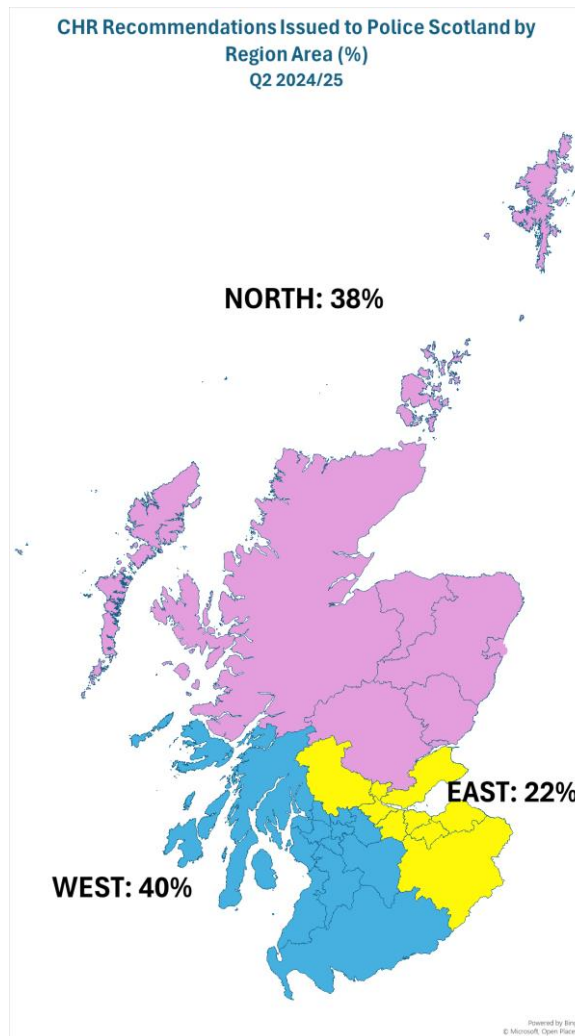 CHR Recommendations Issued to Police Scotland by
Region Area (%)
Q2 2024/25
NORTH: 38%
EAST: 22%
WEST: 40%
Powered by Bing
© Microsoft, Open Place